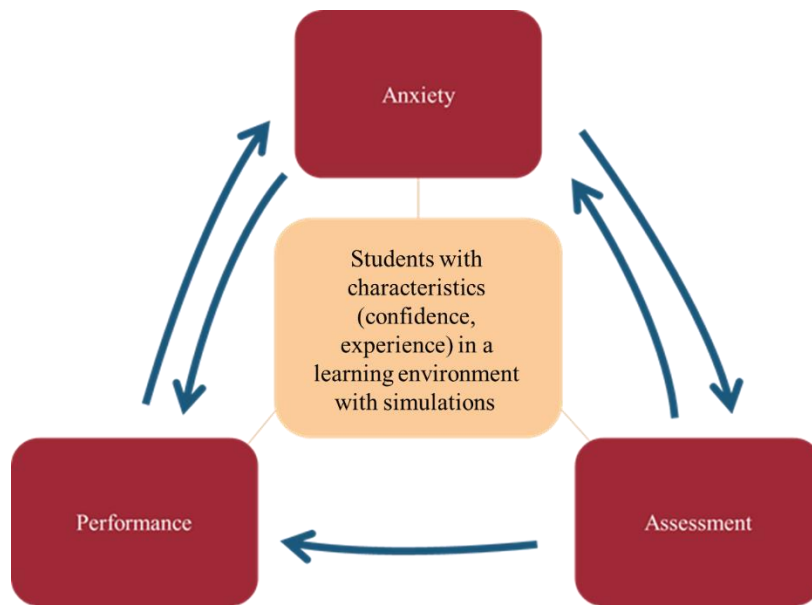 Anxiety
Students with
characteristics
(confidence,
experience) in a
learning environment
with simulations
Performance
Assessment